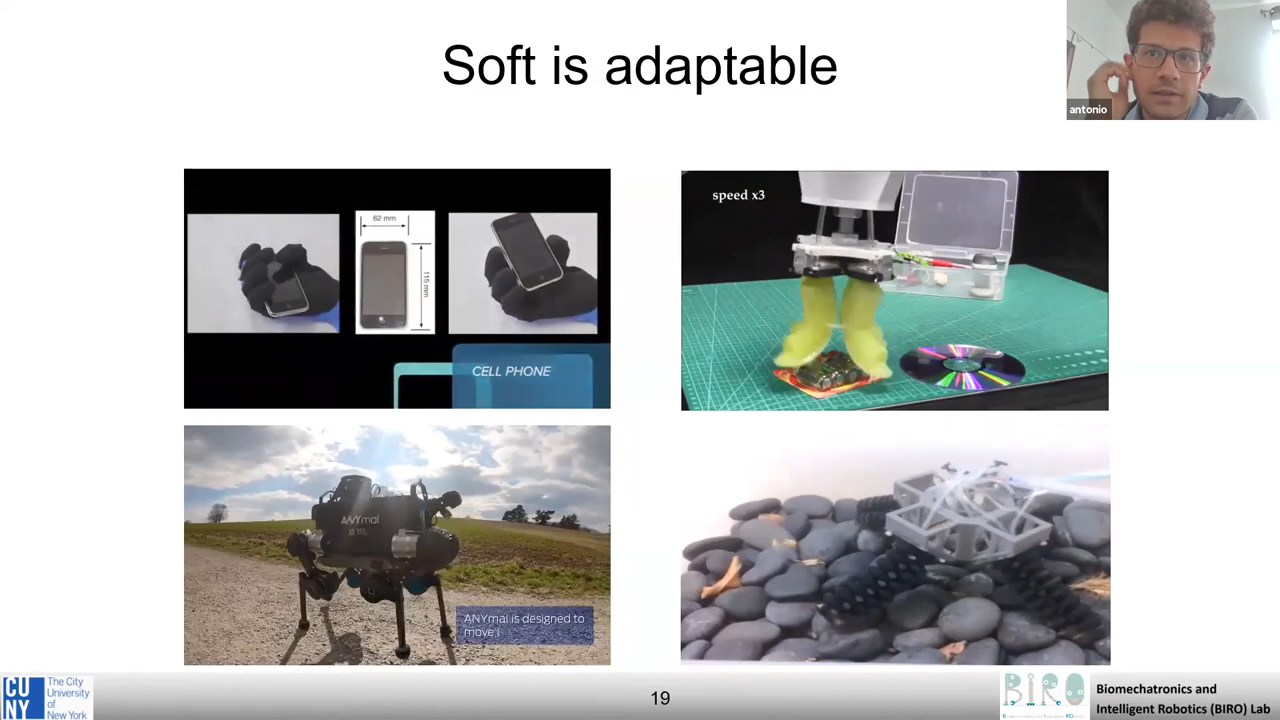 Soft is adaptable
antonio
62 mm
115 mm
CELL PHONE
speed x3
ANYmal
ANYmal is designed to
move i
CU
NY
The City
University
of
New York
19
BiRO
Biomechatronics and
Intelligent Robotics (BIRO) Lab